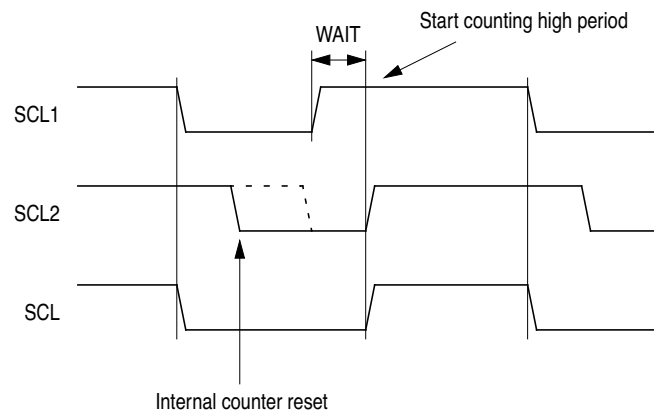 Start counting high period
WAIT
SCL1
SCL2
SCL
Internal counter reset